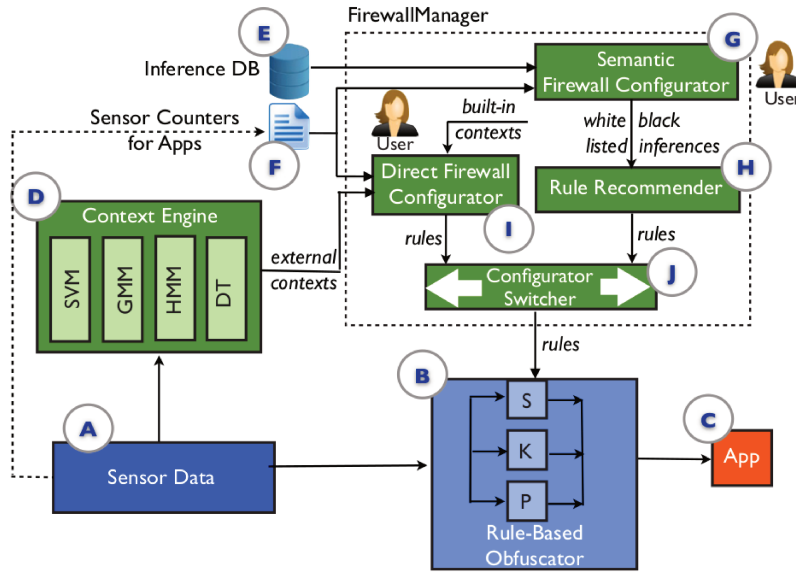 FirewallManager
E
Inference DB
G
Semantic
Firewall Configurator
User
Sensor Counters
for Apps
F
User
built-in
contexts
white black
listed inferences
D
Context Engine
SVM
GMM
HMM
DT
external
contexts
Direct Firewall
Configurator
I
H
Rule Recommender
rules
rules
J
Configurator
Switcher
rules
A
Sensor Data
B
S
K
P
Rule-Based
Obfuscator
C
App